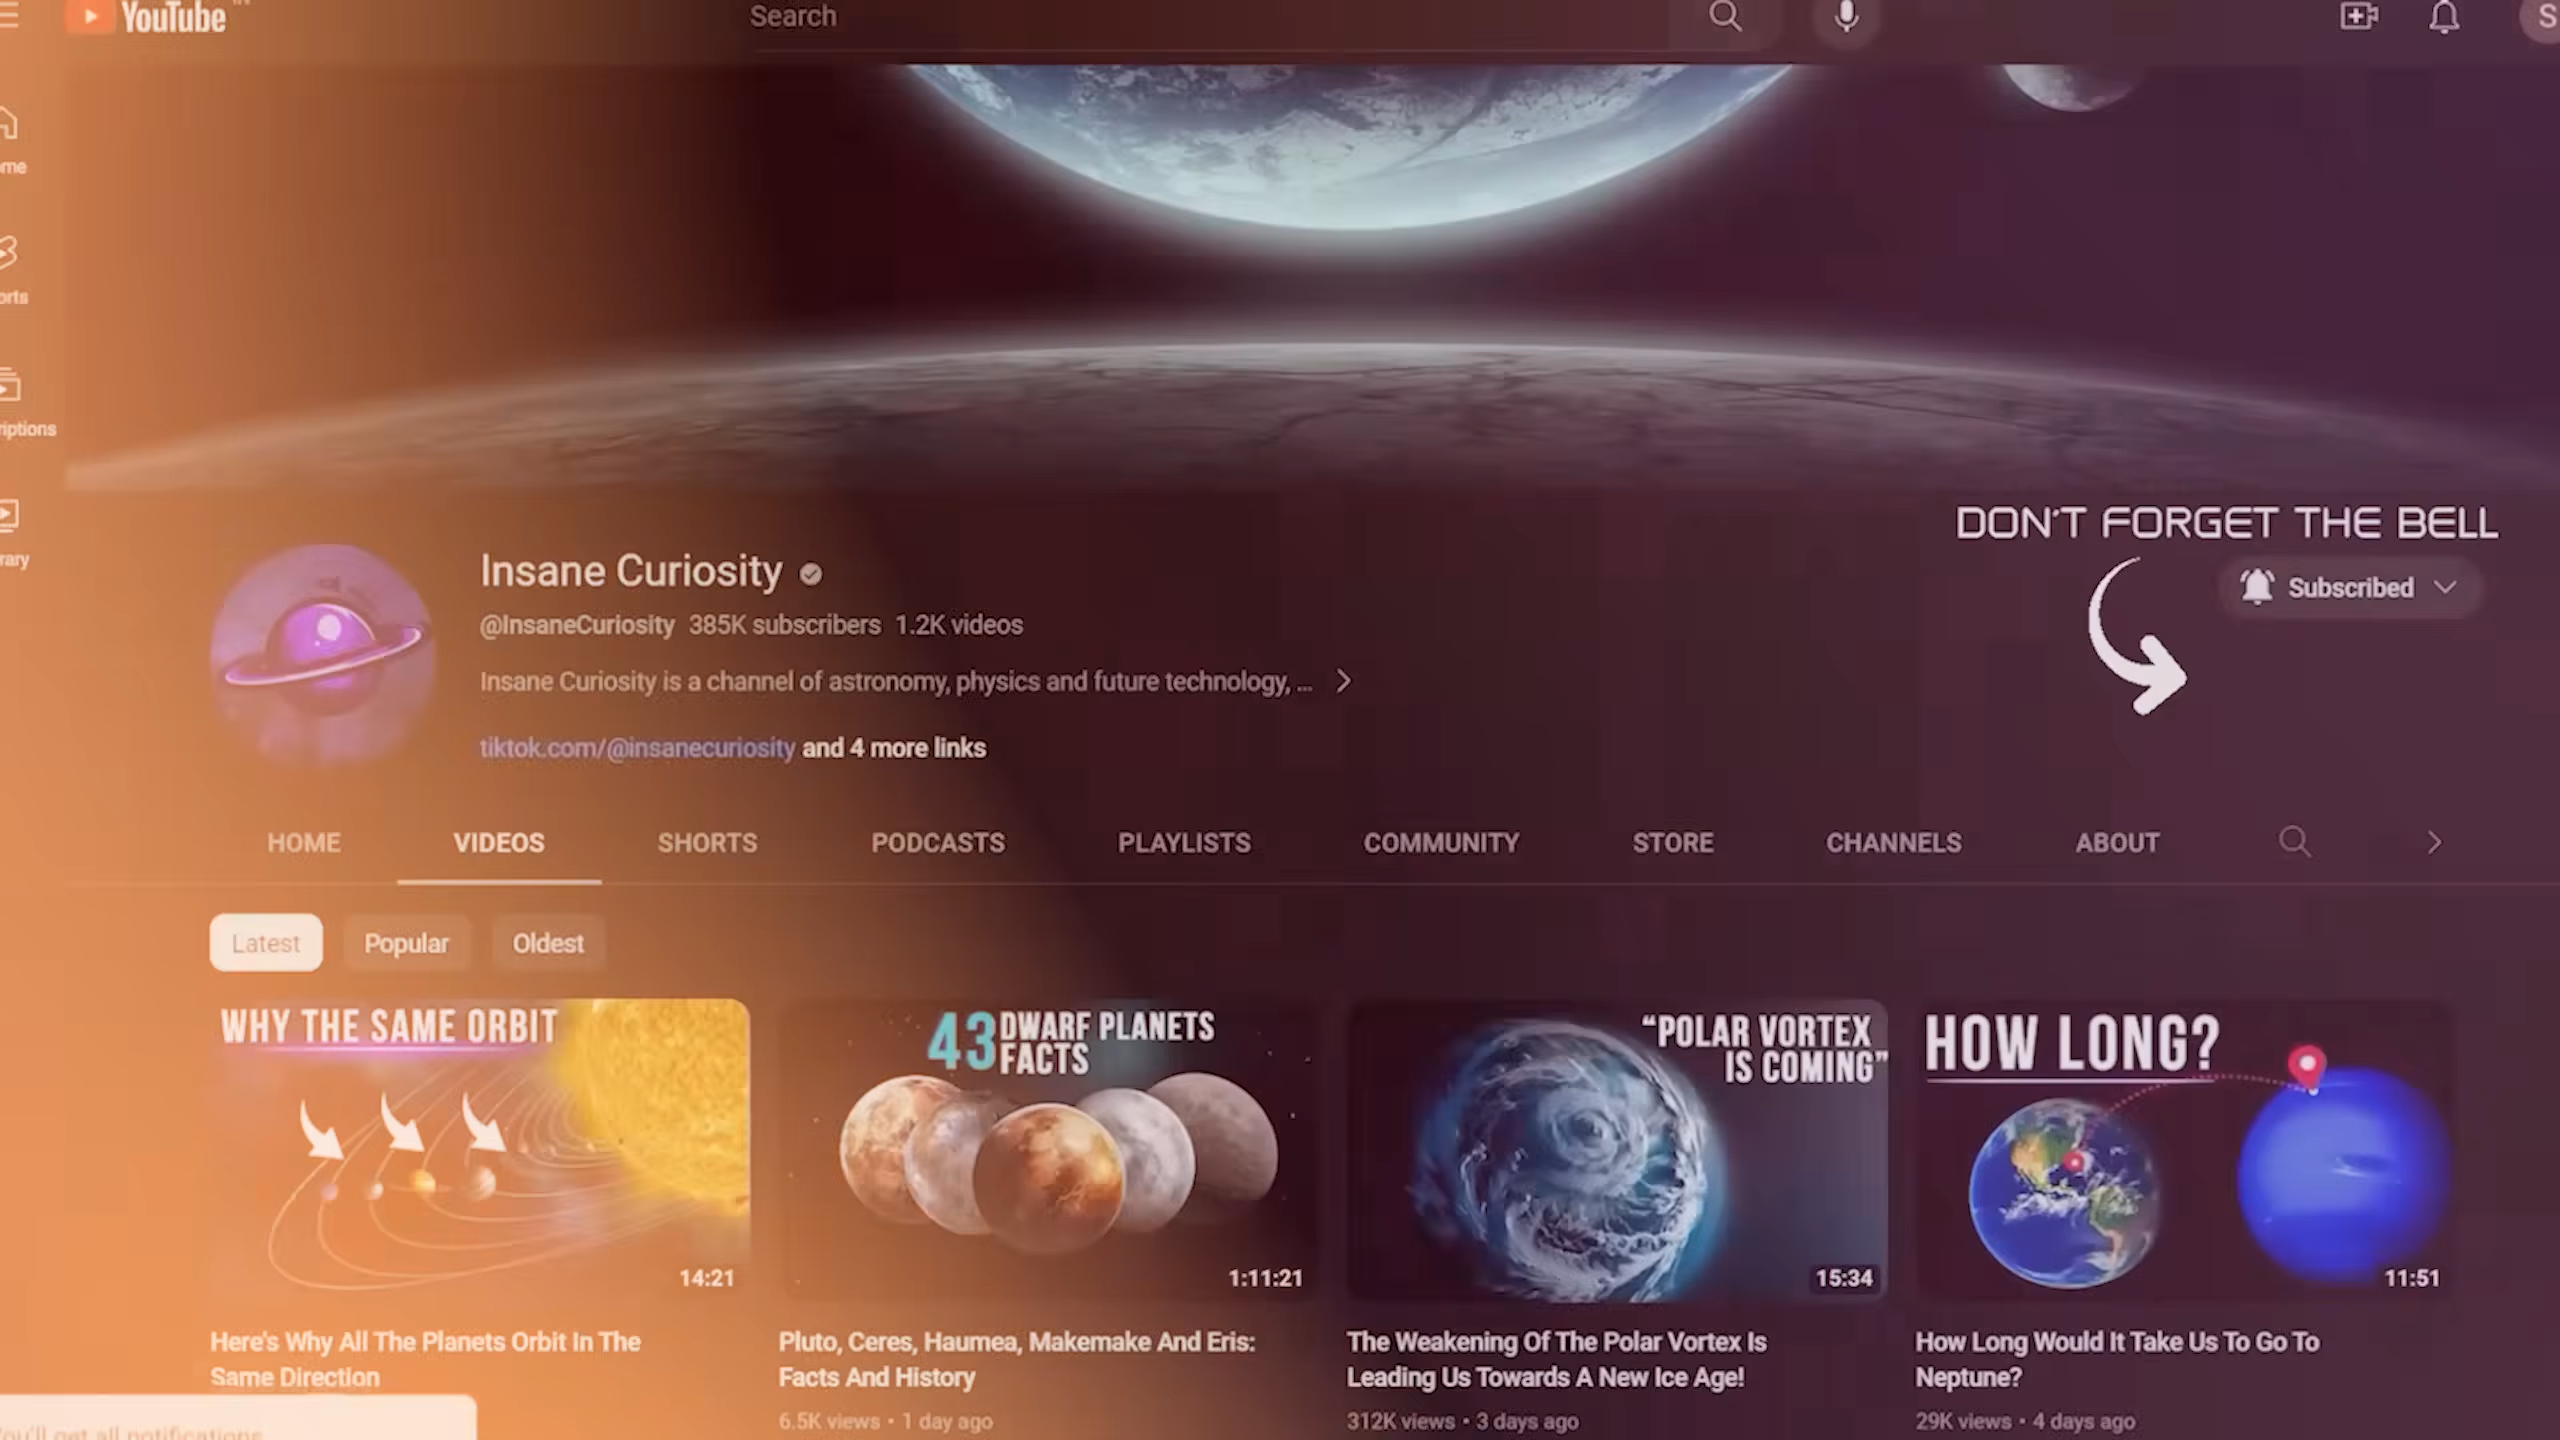 YouTube
Search
S
ome
orts
riptions
rary
DON'T FORGET THE BELL
Insane Curiosity
Subscribed
@InsaneCuriosity 385K subscribers 1.2K videos
Insane Curiosity is a channel of astronomy, physics and future technology, ...
tiktok.com/@insanecuriosity and 4 more links
HOME VIDEOS SHORTS PODCASTS PLAYLISTS COMMUNITY STORE CHANNELS ABOUT
Latest Popular Oldest
WHY THE SAME ORBIT
14:21
43 DWARF PLANETS
FACTS
1:11:21
“POLAR VORTEX
IS COMING”
15:34
HOW LONG?
11:51
Here's Why All The Planets Orbit In The
Same Direction
Pluto, Ceres, Haumea, Makemake And Eris:
Facts And History
6.5K views • 1 day ago
The Weakening Of The Polar Vortex Is
Leading Us Towards A New Ice Age!
312K views • 3 days ago
How Long Would It Take Us To Go To
Neptune?
29K views • 4 days ago
You'll get all notifications